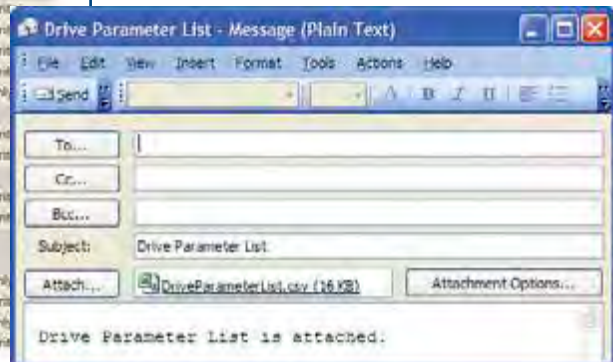 Drive Parameter List - Message (Plain Text)
File Edit View Insert Format Tools Actions Help
Send A B I U
To...
Cc...
Bcc...
Subject: Drive Parameter List
Attach... DriveParameterList.csv (16 KB) Attachment Options...
Drive Parameter List is attached.